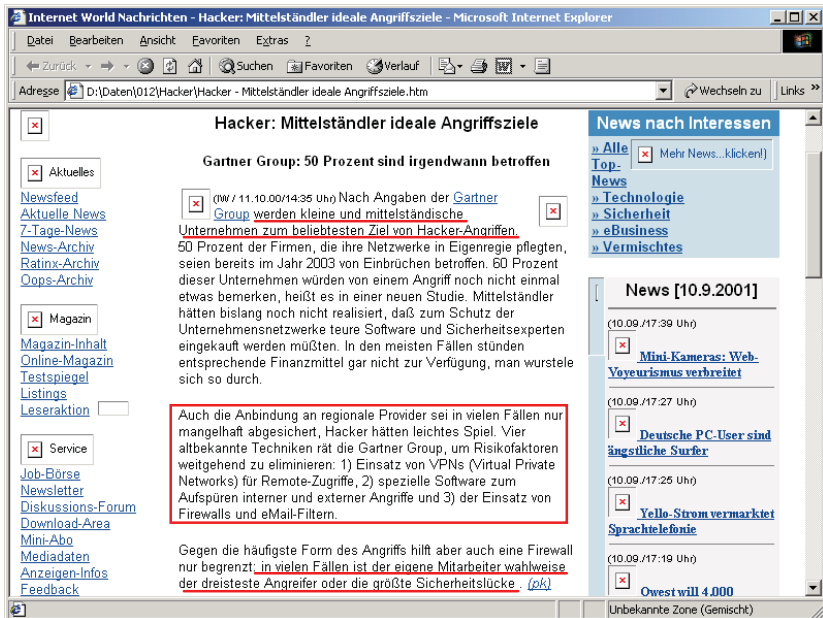 Internet World Nachrichten - Hacker: Mittelständler ideale Angriffsziele - Microsoft Internet Explorer
Datei Bearbeiten Ansicht Favoriten Extras ?
Zurück Suchen Favoriten Verlauf
Adresse D:\Daten\012\Hacker\Hacker - Mittelständler ideale Angriffsziele.htm Wechseln zu Links »
Aktuelles
Newsfeed
Aktuelle News
7-Tage-News
News-Archiv
Ratinx-Archiv
Oops-Archiv
Magazin
Magazin-Inhalt
Online-Magazin
Testspiegel
Listings
Leseraktion
Service
Job-Börse
Newsletter
Diskussions-Forum
Download-Area
Mini-Abo
Mediadaten
Anzeigen-Infos
Feedback
Hacker: Mittelständler ideale Angriffsziele
Gartner Group: 50 Prozent sind irgendwann betroffen
(IW / 11.10.00/14:35 Uhr) Nach Angaben der Gartner
Group werden kleine und mittelständische
Unternehmen zum beliebtesten Ziel von Hacker-Angriffen.
50 Prozent der Firmen, die ihre Netzwerke in Eigenregie pflegten,
seien bereits im Jahr 2003 von Einbrüchen betroffen. 60 Prozent
dieser Unternehmen würden von einem Angriff noch nicht einmal
etwas bemerken, heißt es in einer neuen Studie. Mittelständler
hätten bislang noch nicht realisiert, daß zum Schutz der
Unternehmensnetzwerke teure Software und Sicherheitsexperten
eingekauft werden müßten. In den meisten Fällen stünden
entsprechende Finanzmittel gar nicht zur Verfügung, man wurstele
sich so durch.
Auch die Anbindung an regionale Provider sei in vielen Fällen nur
mangelhaft abgesichert, Hacker hätten leichtes Spiel. Vier
altbekannte Techniken rät die Gartner Group, um Risikofaktoren
weitgehend zu eliminieren: 1) Einsatz von VPNs (Virtual Private
Networks) für Remote-Zugriffe, 2) spezielle Software zum
Aufspüren interner und externer Angriffe und 3) der Einsatz von
Firewalls und eMail-Filtern.
Gegen die häufigste Form des Angriffs hilft aber auch eine Firewall
nur begrenzt: in vielen Fällen ist der eigene Mitarbeiter wahlweise
der dreisteste Angreifer oder die größte Sicherheitslücke . (pk)
News nach Interessen
» Alle
Top-
News
Mehr News...klicken!)
» Technologie
» Sicherheit
» eBusiness
» Vermischtes
News [10.9.2001]
(10.09./17:39 Uhr)
Mini-Kameras: Web-
Voyeurismus verbreitet
(10.09./17:27 Uhr)
Deutsche PC-User sind
ängstliche Surfer
(10.09./17:25 Uhr)
Yello-Strom vermarktet
Sprachtelefonie
(10.09./17:19 Uhr)
Qwest will 4.000
Unbekannte Zone (Gemischt)